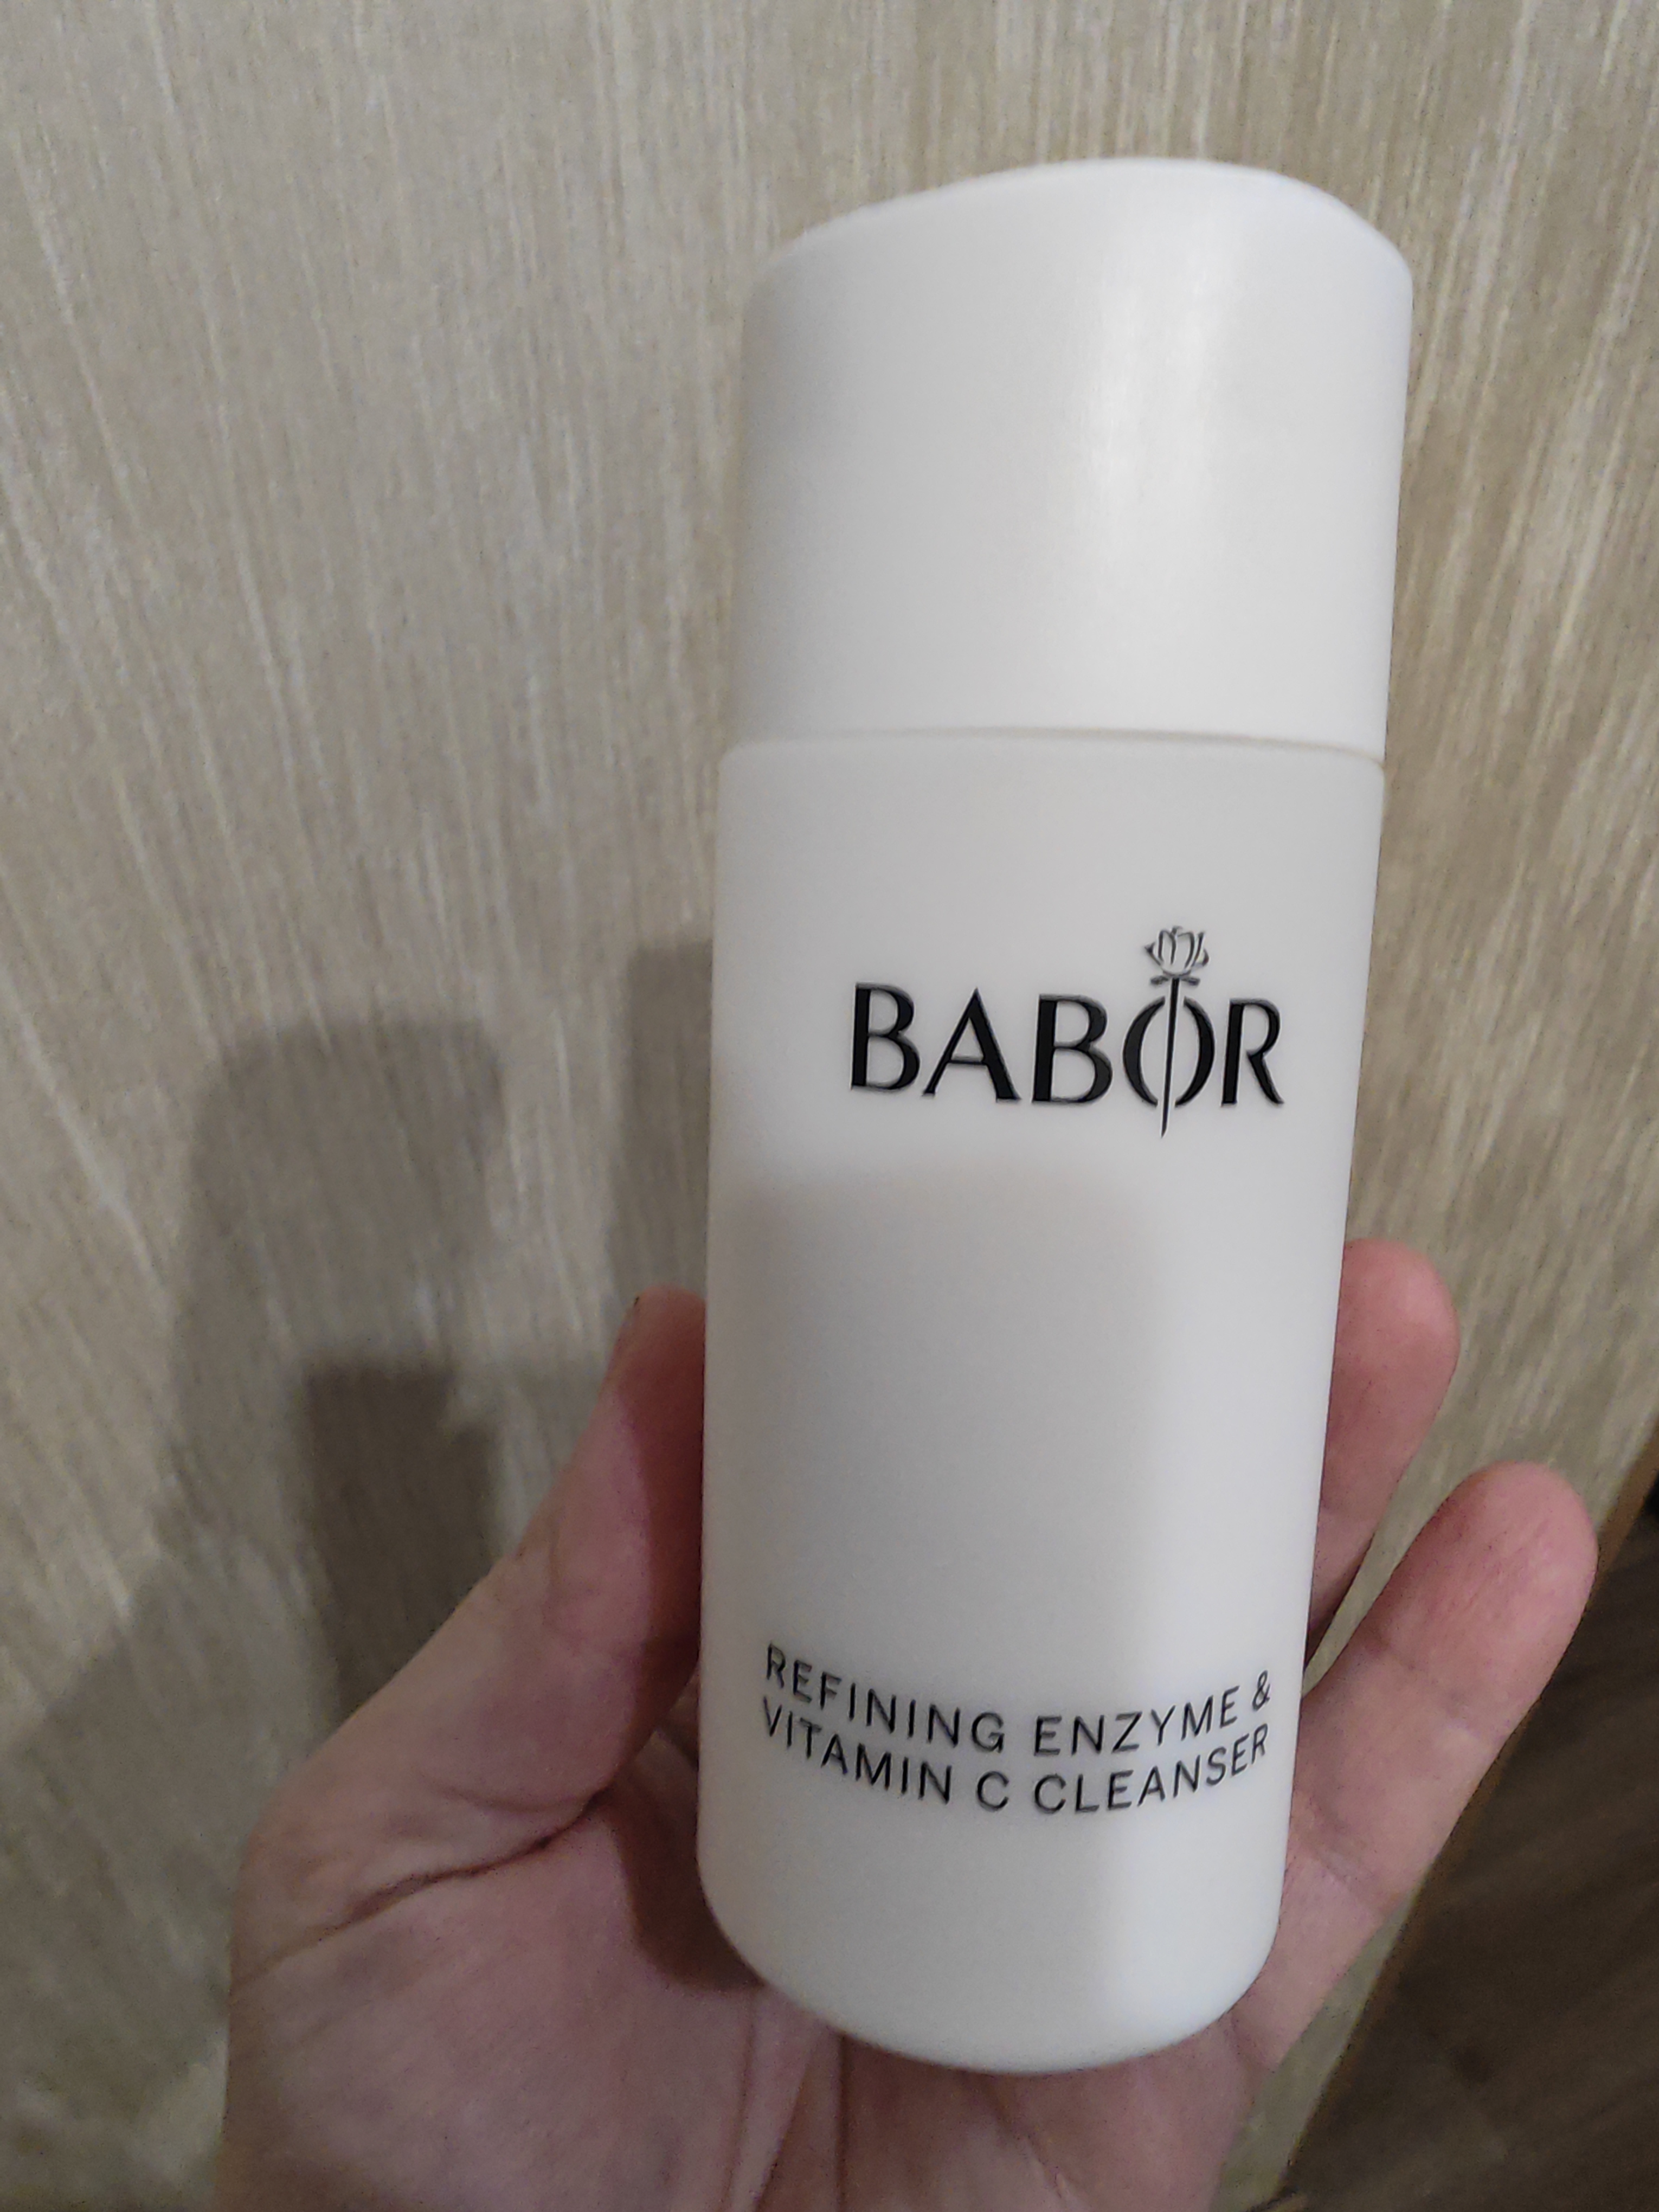 BABOR
REFINING ENZYME &
VITAMIN C CLEANSER